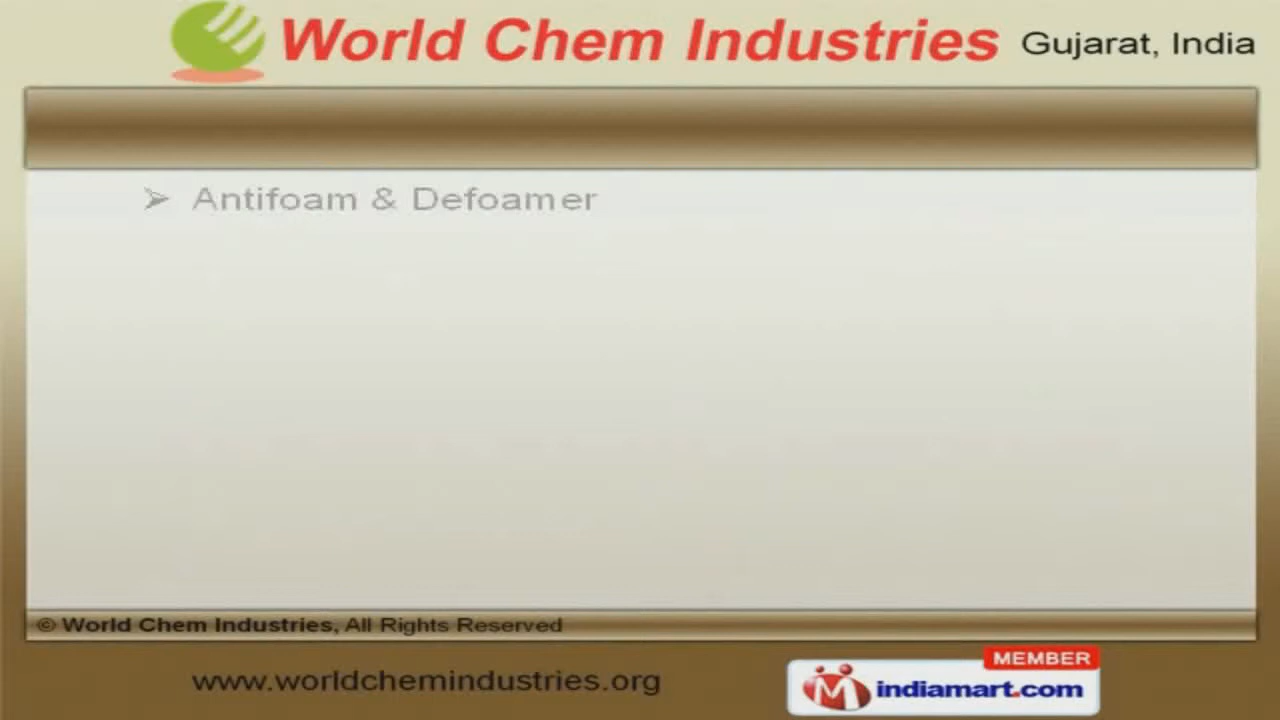 World Chem Industries Gujarat, India
➢ Antifoam & Defoamer
© World Chem Industries, All Rights Reserved
www.worldchemindustries.org
MEMBER
indiamart.com